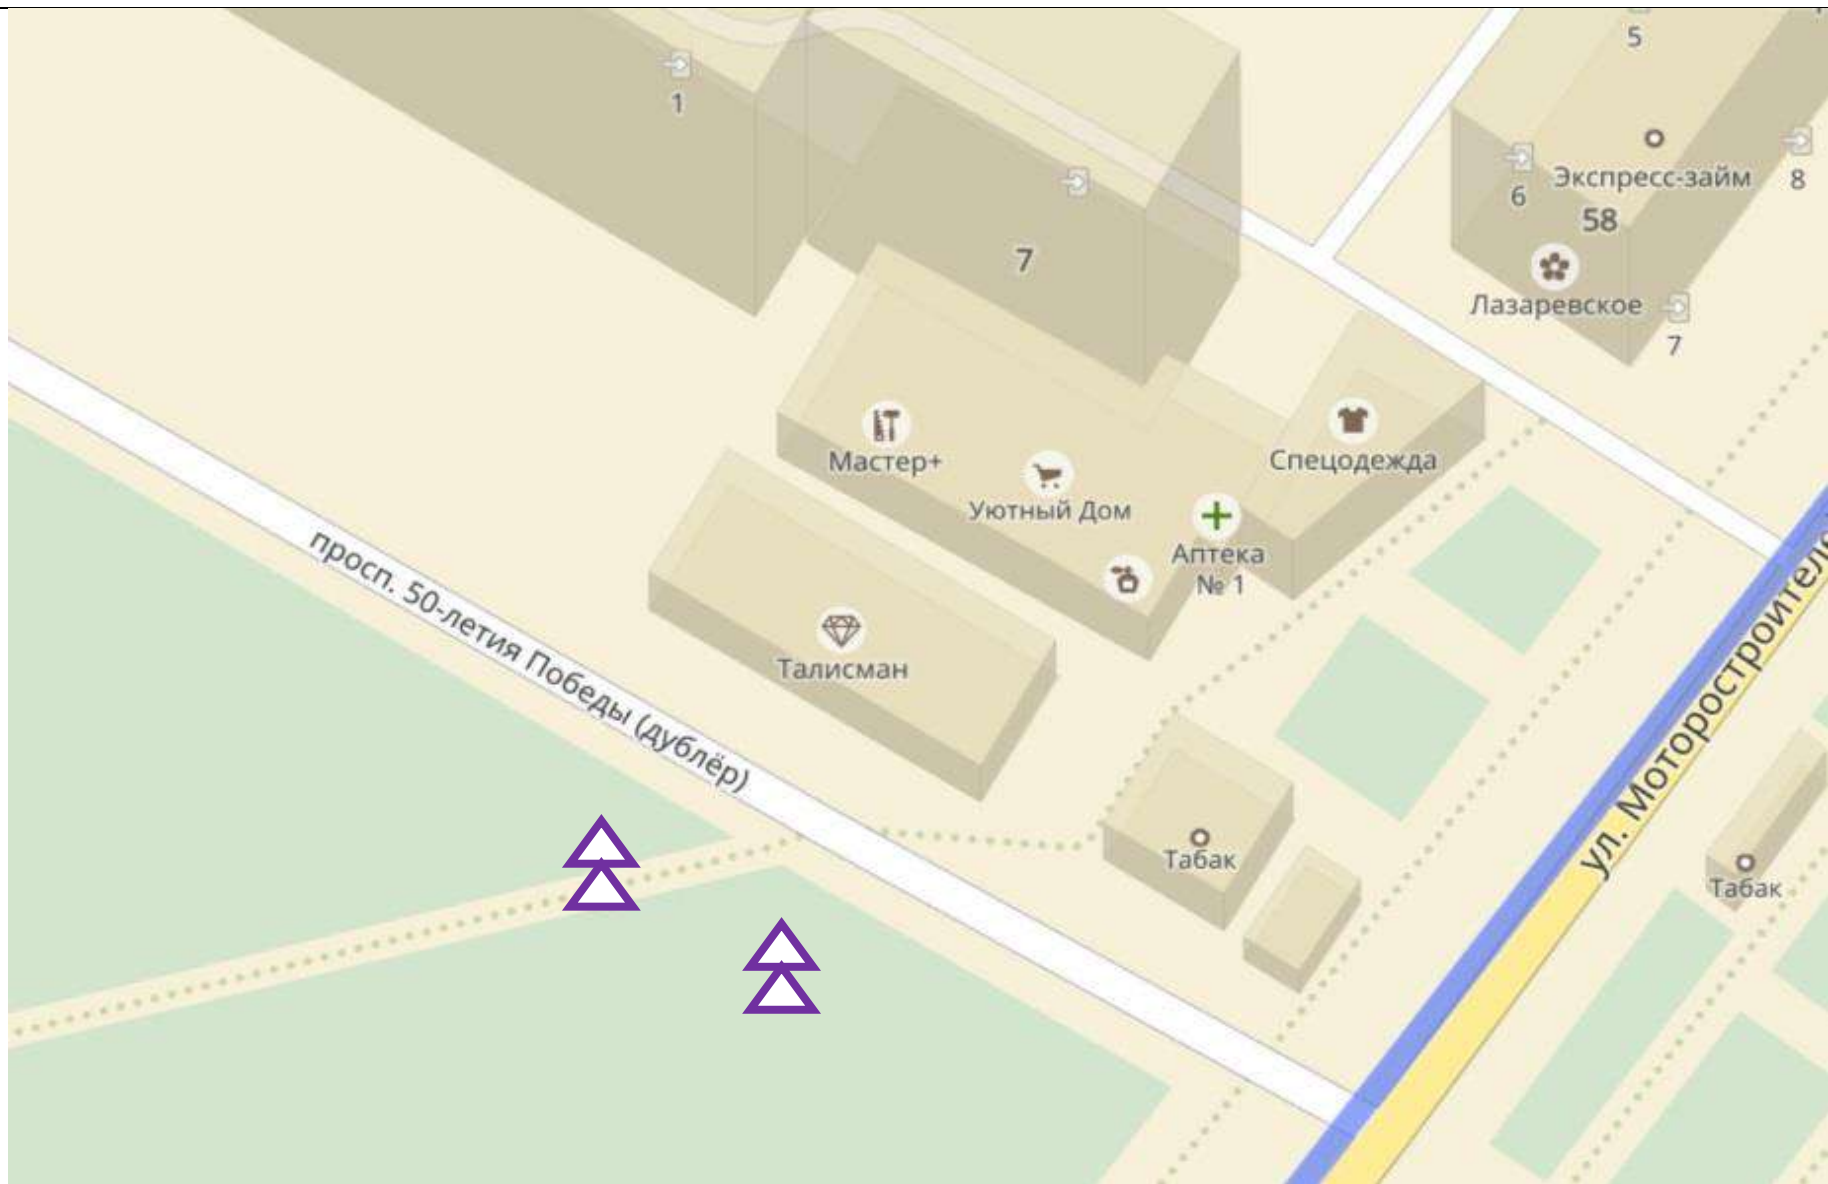 5
1
6
Экспресс-займ
8
58
7
Лазаревское
7
Мастер+
Спецодежда
Уютный Дом
Аптека
№ 1
просп. 50-летия Победы (дублёр)
Талисман
ул.
Табак
Табак